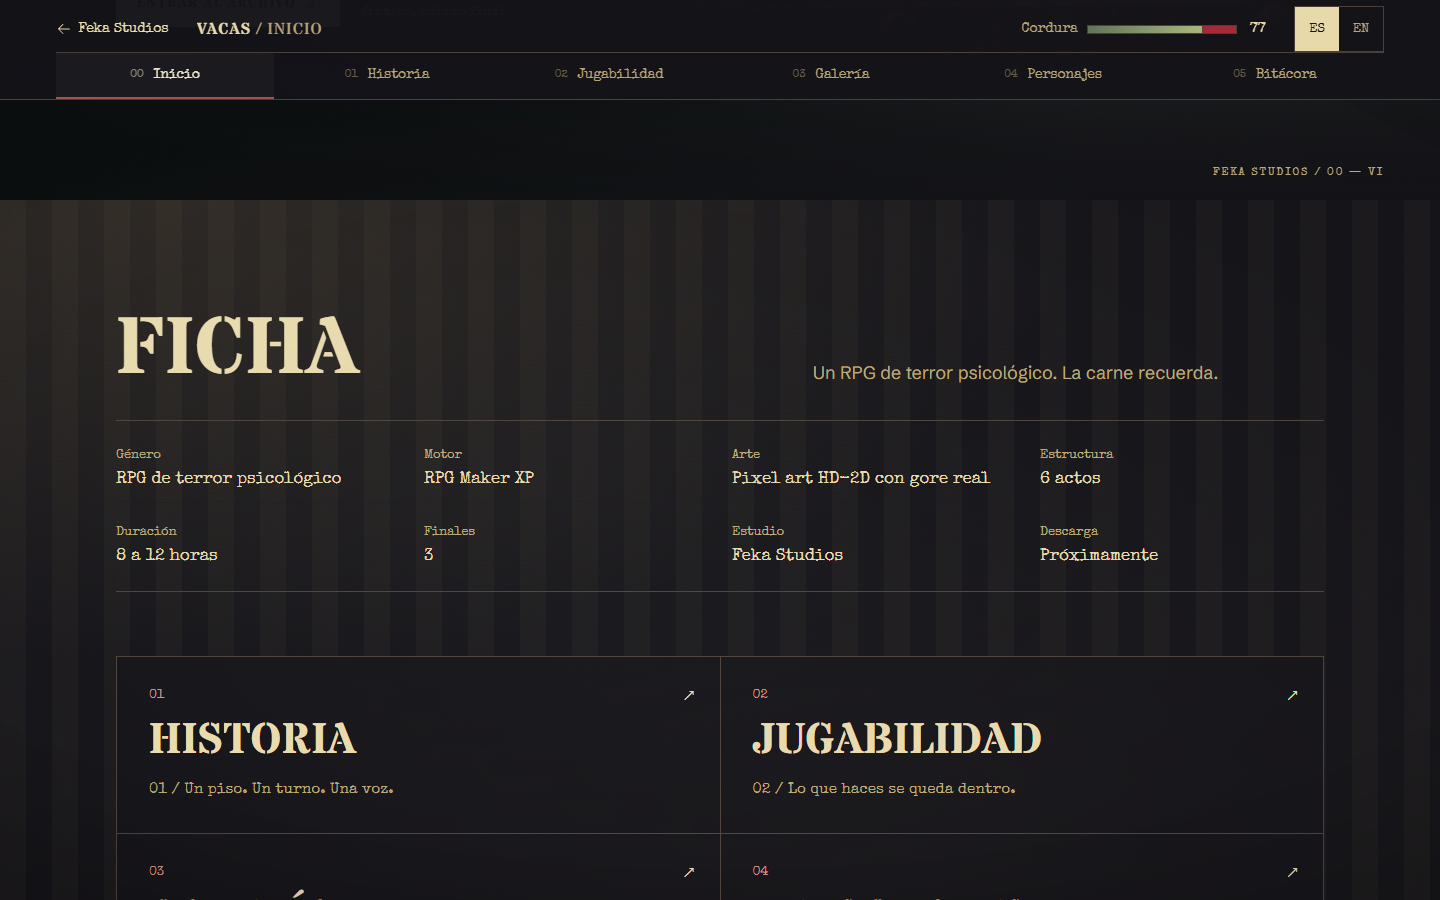 ← Feka Studios VACAS / INICIO Cordura 77 ES EN
00 Inicio 01 Historia 02 Jugabilidad 03 Galería 04 Personajes 05 Bitácora
FEKA STUDIOS / 00 — VI
FICHA
Un RPG de terror psicológico. La carne recuerda.
Género Motor Arte Estructura
RPG de terror psicológico RPG Maker XP Pixel art HD-2D con gore real 6 actos
Duración Finales Estudio Descarga
8 a 12 horas 3 Feka Studios Próximamente
01 ↗ 02 ↗
HISTORIA JUGABILIDAD
01 / Un piso. Un turno. Una voz. 02 / Lo que haces se queda dentro.
03 ↗ 04 ↗